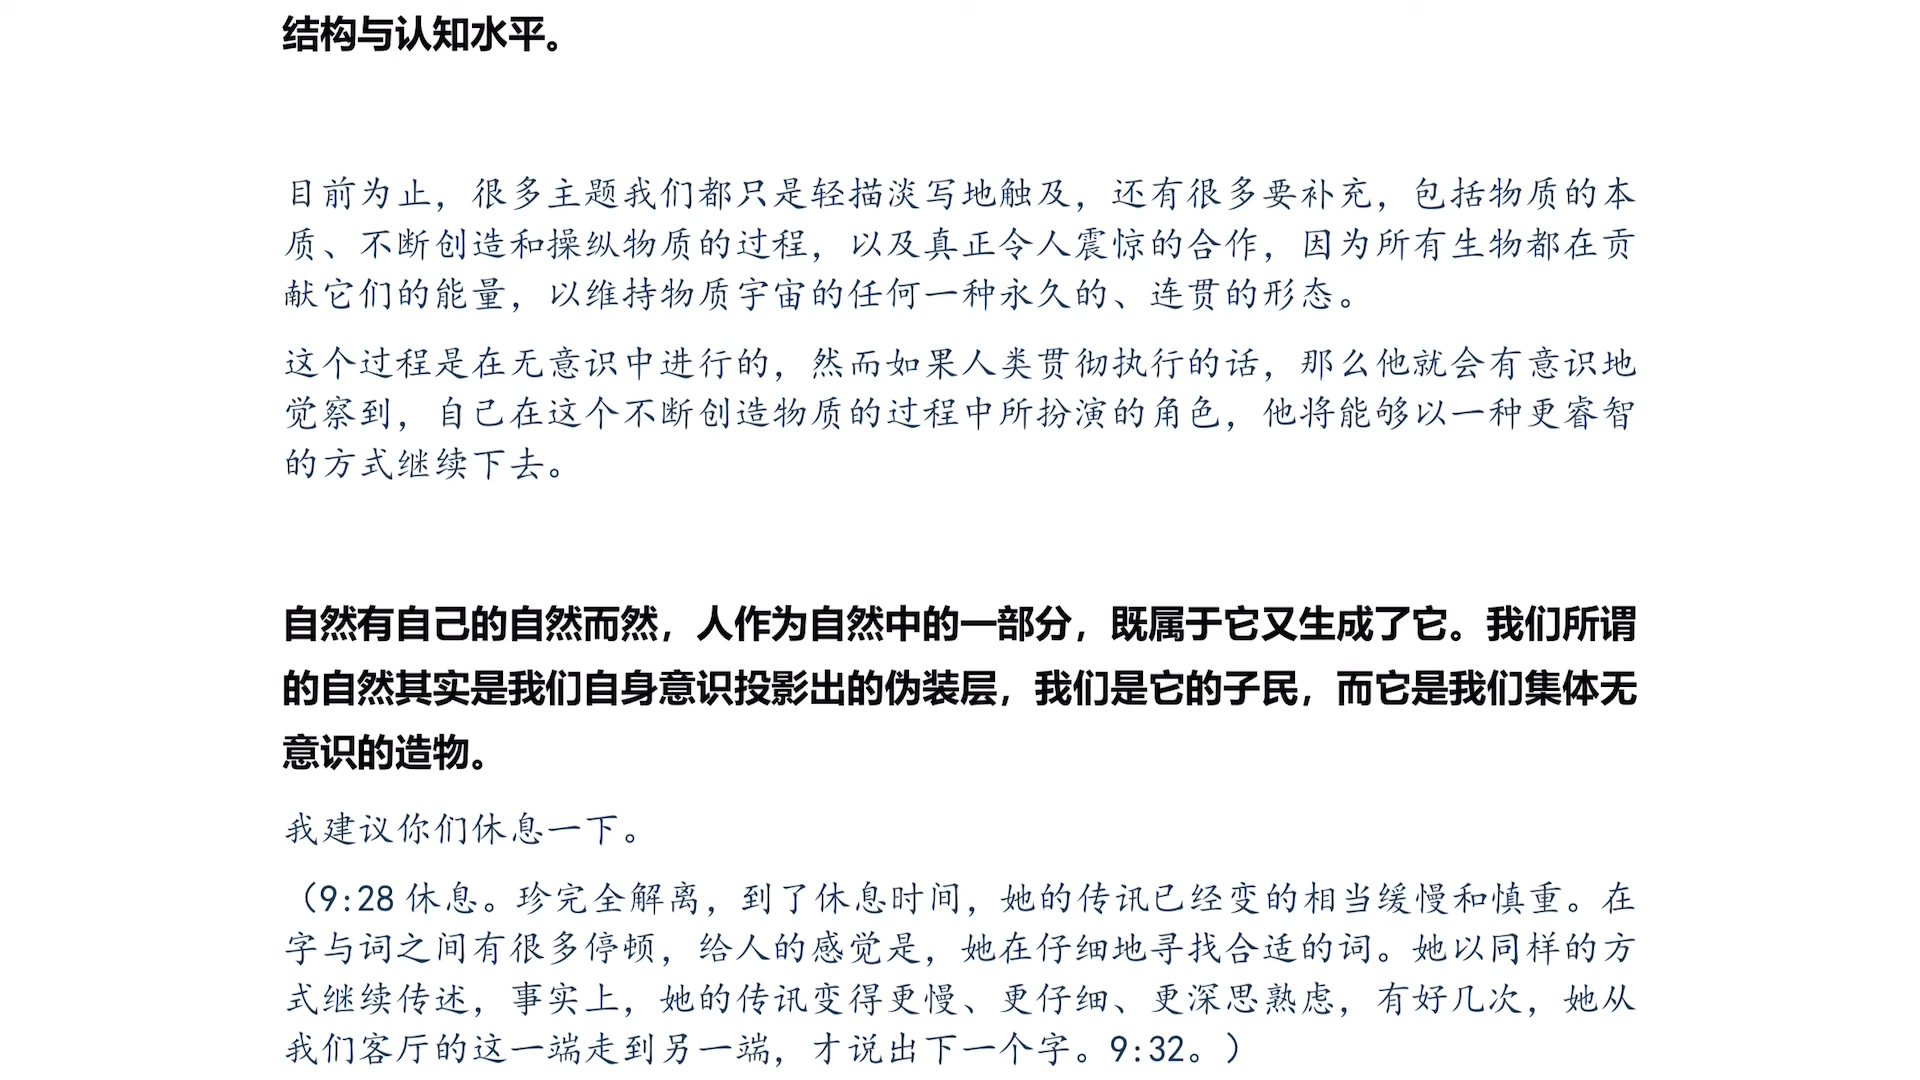 结构与认知水平。
目前为止，很多主题我们都只是轻描淡写地触及，还有很多要补充，包括物质的本
质、不断创造和操纵物质的过程，以及真正令人震惊的合作，因为所有生物都在贡
献它们的能量，以维持物质宇宙的任何一种永久的、连贯的形态。
这个过程是在无意识中进行的，然而如果人类贯彻执行的话，那么他就会有意识地
觉察到，自己在这个不断创造物质的过程中所扮演的角色，他将能够以一种更睿智
的方式继续下去。
自然有自己的自然而然，人作为自然中的一部分，既属于它又生成了它。我们所谓
的自然其实是我们自身意识投影出的伪装层，我们是它的子民，而它是我们集体无
意识的造物。
我建议你们休息一下。
（9:28 休息。珍完全解离，到了休息时间，她的传讯已经变的相当缓慢和慎重。在
字与词之间有很多停顿，给人的感觉是，她在仔细地寻找合适的词。她以同样的方
式继续传述，事实上，她的传讯变得更慢、更仔细、更深思熟虑，有好几次，她从
我们客厅的这一端走到另一端，才说出下一个字。9:32。）